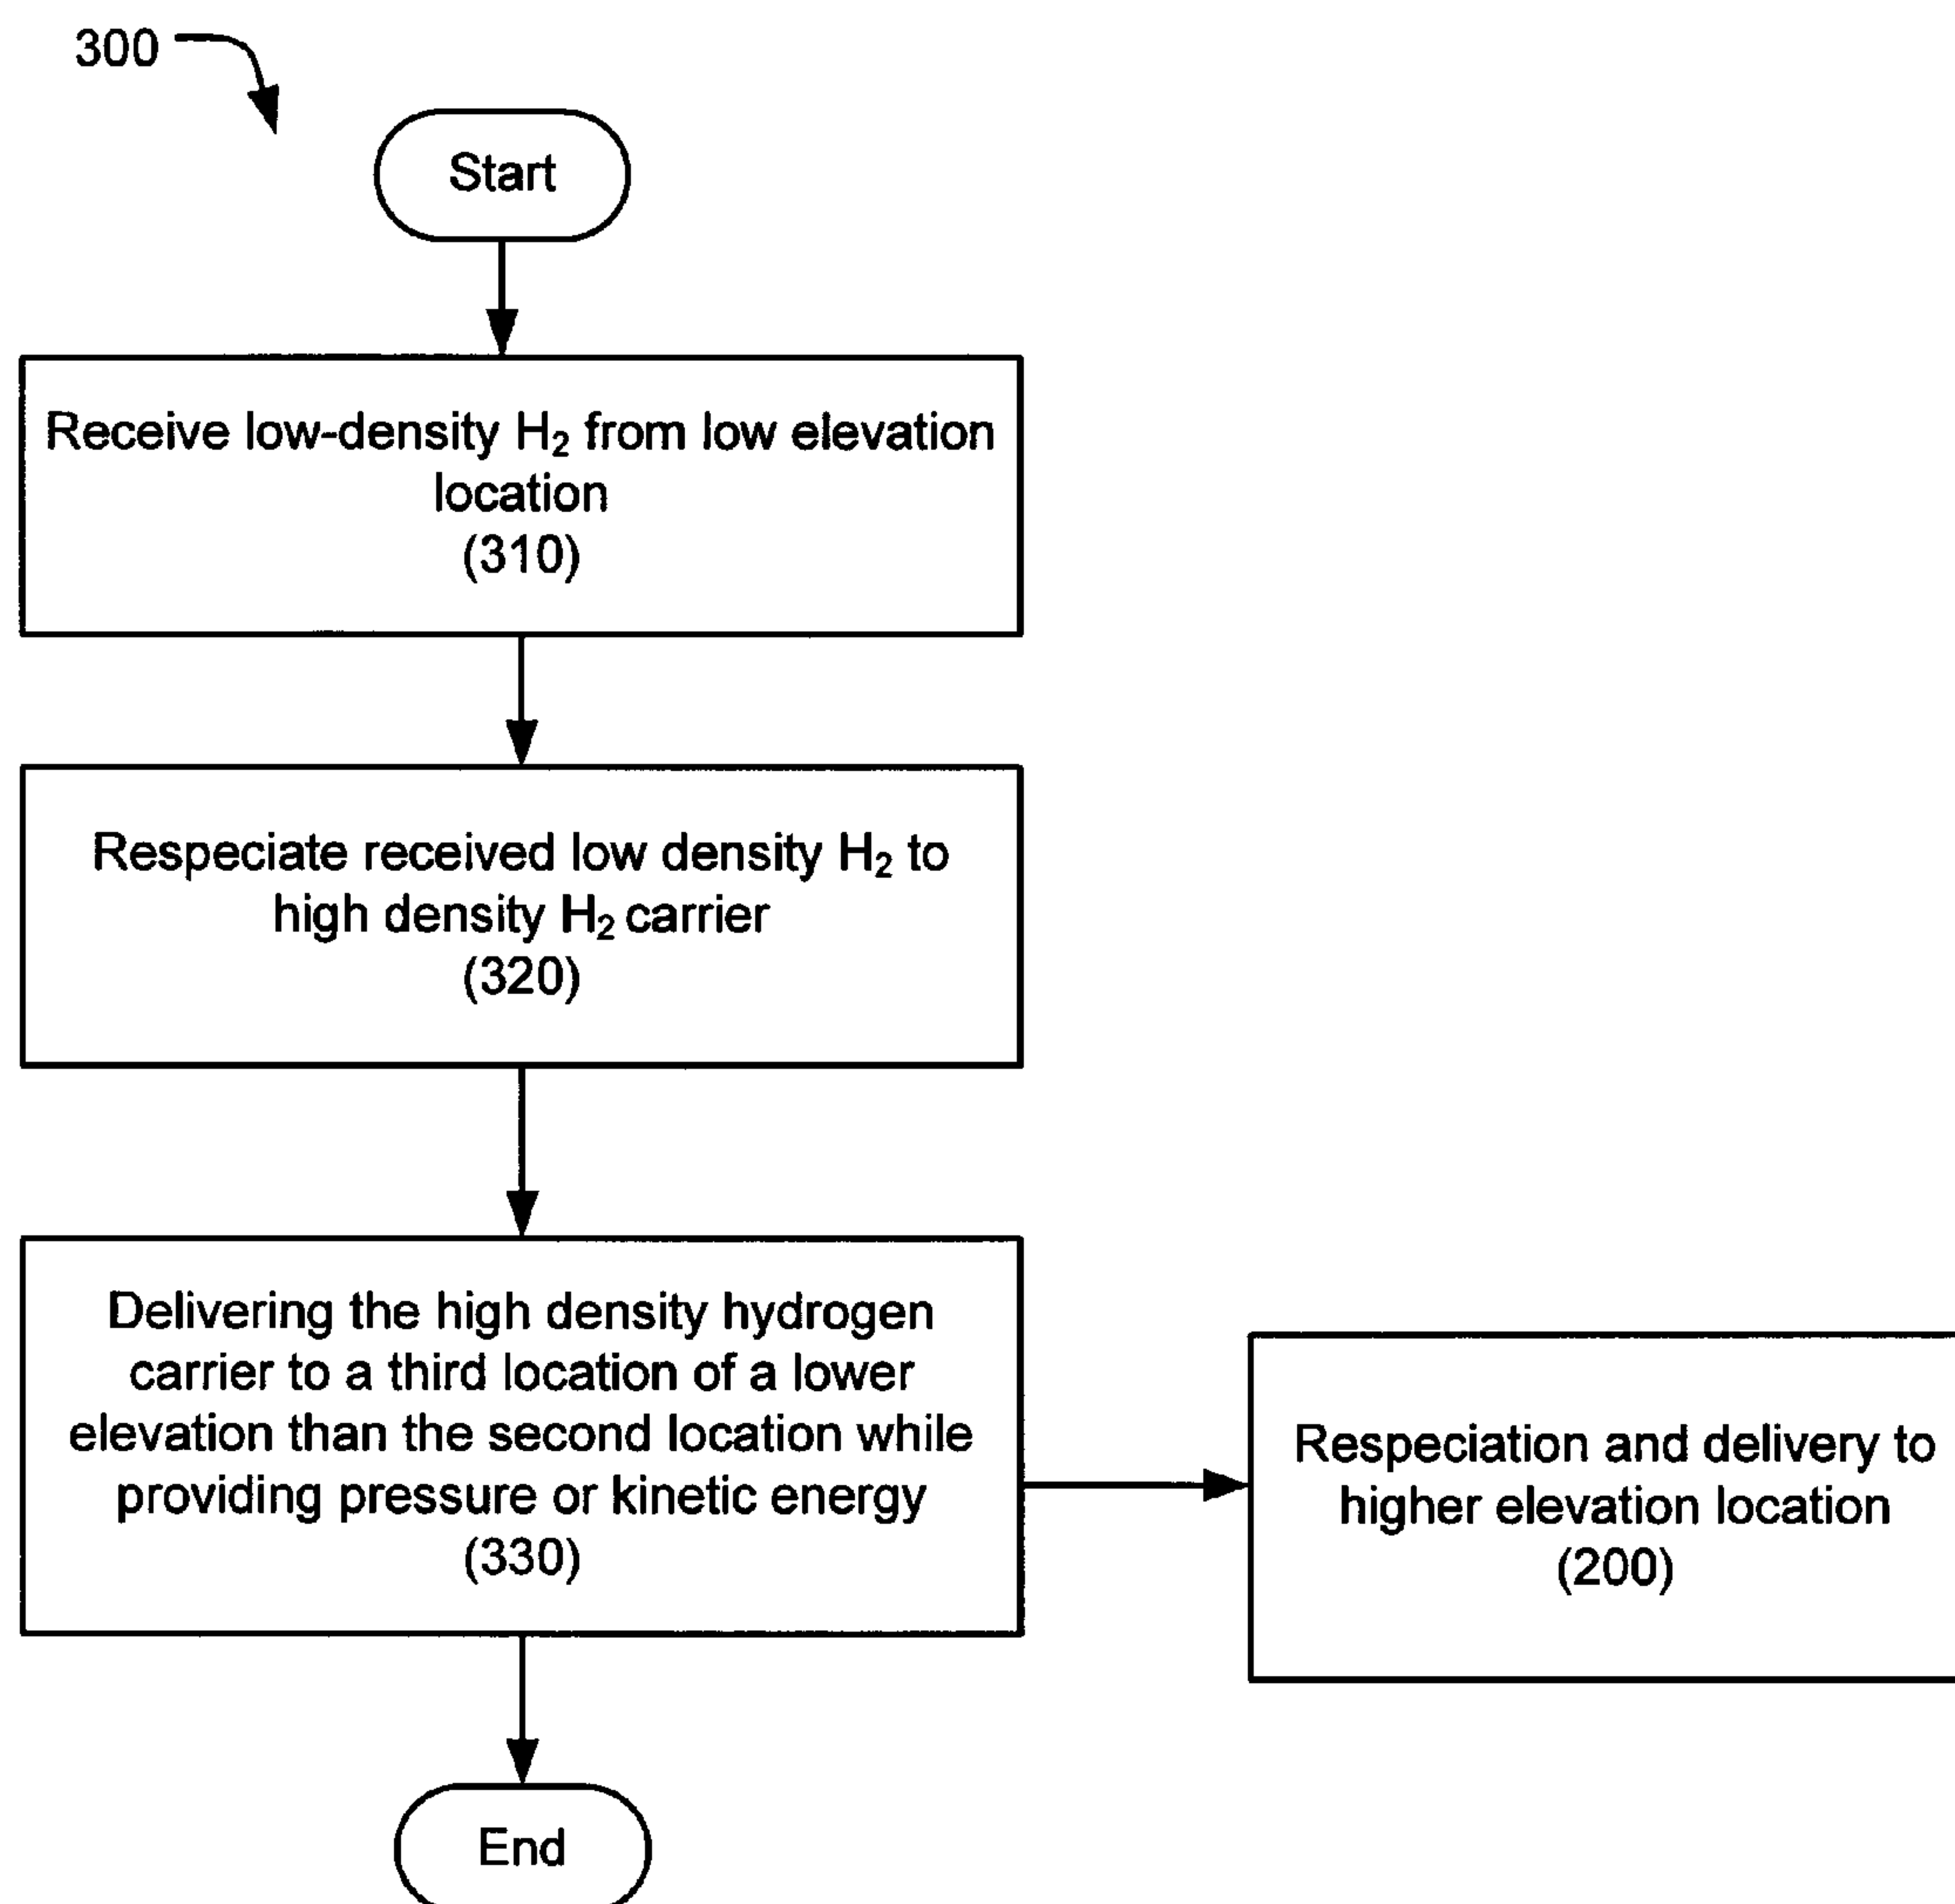 300
Start
Receive low-density H₂ from low elevation
location
(310)
Respeciate received low density H₂ to
high density H₂ carrier
(320)
Delivering the high density hydrogen
carrier to a third location of a lower
elevation than the second location while
providing pressure or kinetic energy
(330)
Respeciation and delivery to
higher elevation location
(200)
End